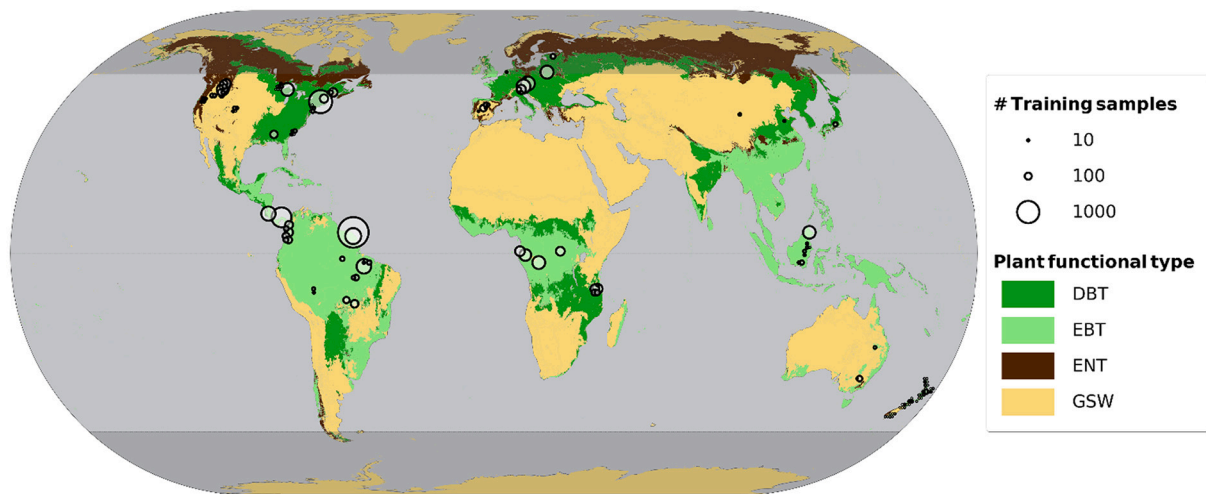 # Training samples
10
100
1000
Plant functional type
DBT
EBT
ENT
GSW